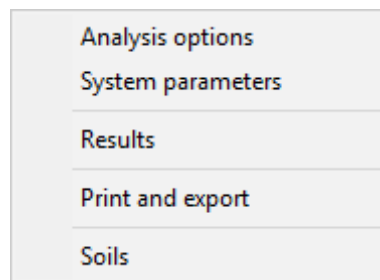 Analysis options
System parameters
Results
Print and export
Soils